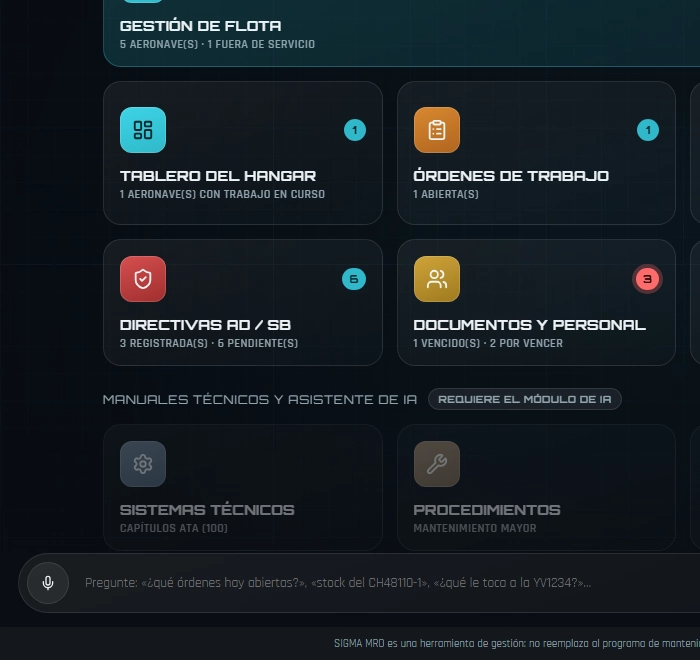 GESTIÓN DE FLOTA
5 AERONAVE(S) · 1 FUERA DE SERVICIO
1
1
TABLERO DEL HANGAR
ÓRDENES DE TRABAJO
1 AERONAVE(S) CON TRABAJO EN CURSO
1 ABIERTA(S)
6
3
DIRECTIVAS AD / SB
DOCUMENTOS Y PERSONAL
3 REGISTRADA(S) · 6 PENDIENTE(S)
1 VENCIDO(S) · 2 POR VENCER
MANUALES TÉCNICOS Y ASISTENTE DE IA REQUIERE EL MÓDULO DE IA
SISTEMAS TÉCNICOS
PROCEDIMIENTOS
CAPÍTULOS ATA (100)
MANTENIMIENTO MAYOR
Pregunte: «¿qué órdenes hay abiertas?», «stock del CH48110-1», «¿qué le toca a la YV1234?»...
SIGMA MRO es una herramienta de gestión: no reemplaza al programa de